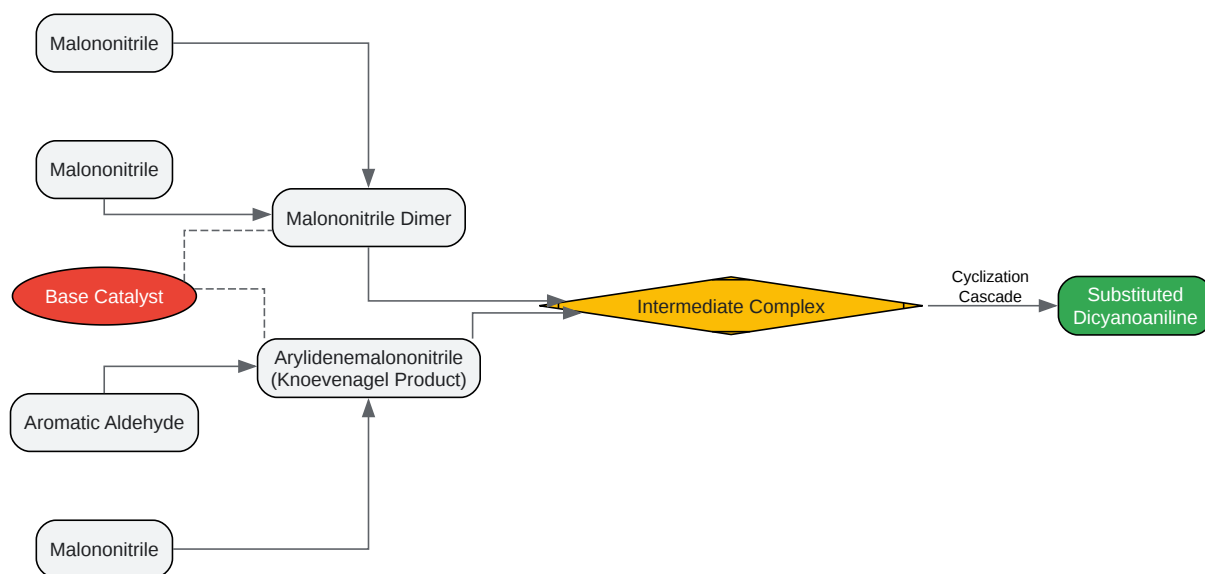 Malononitrile
Malononitrile
Malononitrile Dimer
Base Catalyst
Intermediate Complex
Cyclization
Cascade
Substituted
Dicyanoaniline
Arylidenemalononitrile
(Knoevenagel Product)
Aromatic Aldehyde
Malononitrile